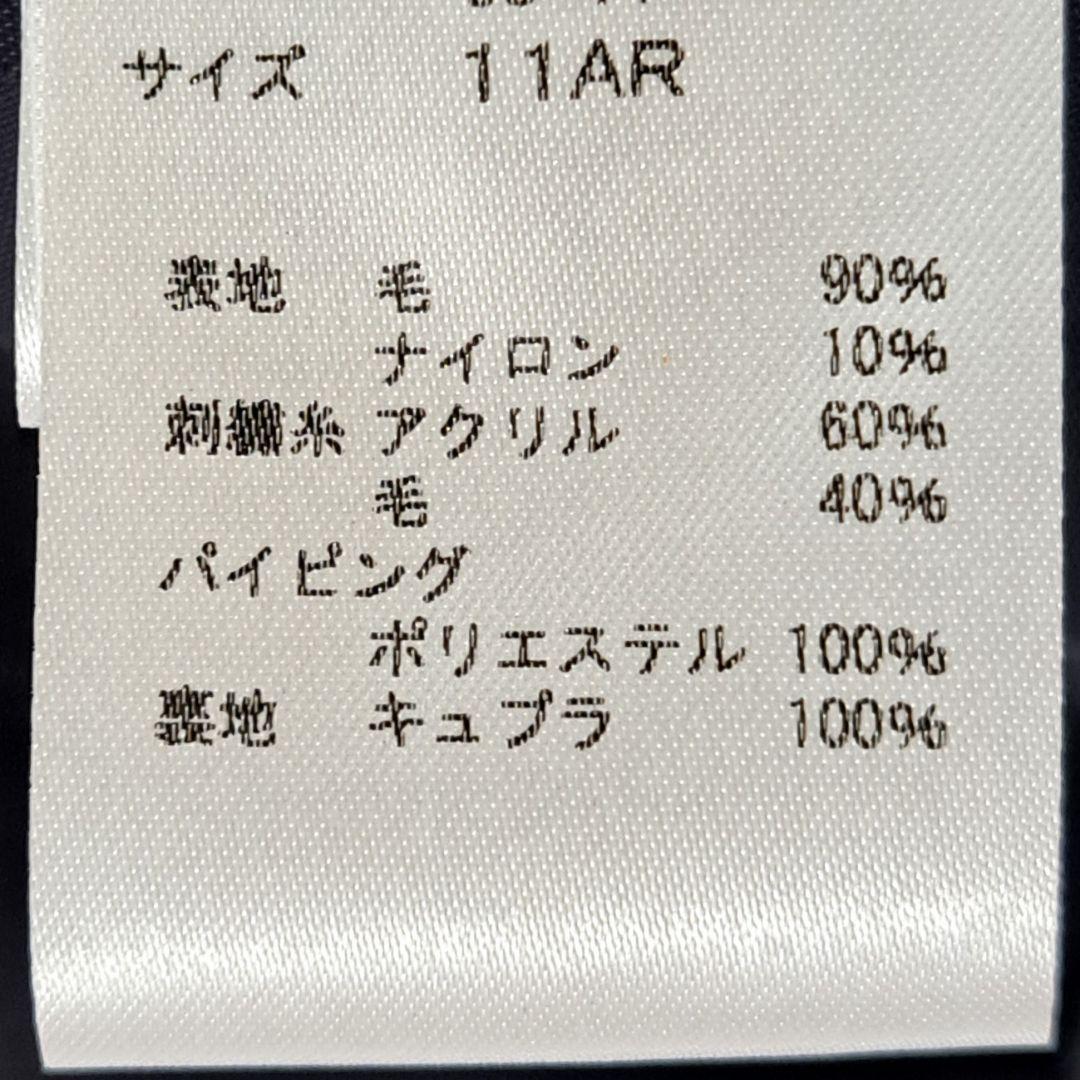 サイズ 11AR
表地 毛 90%
ナイロン 10%
刺繍糸 アクリル 60%
毛 40%
パイピング
ポリエステル 100%
裏地 キュプラ 100%